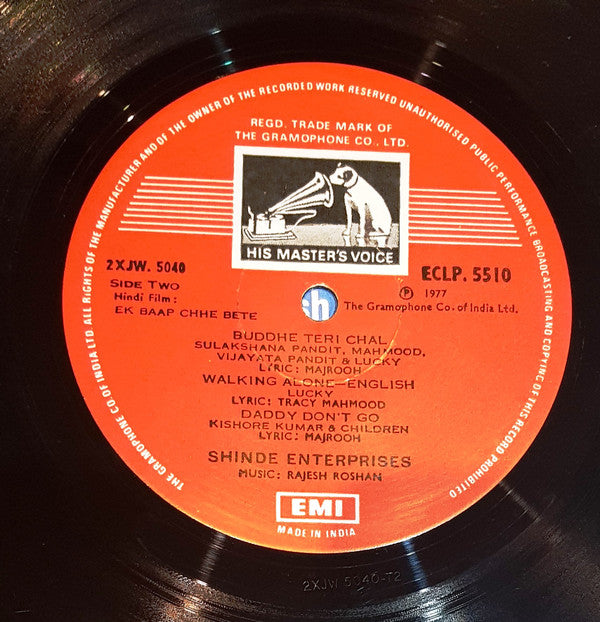 THE GRAMOPHONE CO. OF INDIA LTD. ALL RIGHTS OF THE MANUFACTURER AND OF THE OWNER OF THE RECORDED WORK RESERVED UNAUTHORISED PUBLIC PERFORMANCE BROADCASTING AND COPYING OF THIS RECORD PROHIBITED
REGD. TRADE MARK OF
THE GRAMOPHONE CO., LTD.
HIS MASTER'S VOICE
2XJW. 5040
ECLP. 5510
SIDE TWO
Ⓟ 1977
Hindi Film :
The Gramophone Co. of India Ltd.
EK BAAP CHHE BETE
h
BUDDHE TERI CHAL
SULAKSHANA PANDIT, MAHMOOD,
VIJAYATA PANDIT & LUCKY
LYRIC: MAJROOH
WALKING ALONE—ENGLISH
LUCKY
LYRIC: TRACY MAHMOOD
DADDY DON'T GO
KISHORE KUMAR & CHILDREN
LYRIC: MAJROOH
SHINDE ENTERPRISES
MUSIC: RAJESH ROSHAN
EMI
MADE IN INDIA
2XJW 5040-T2